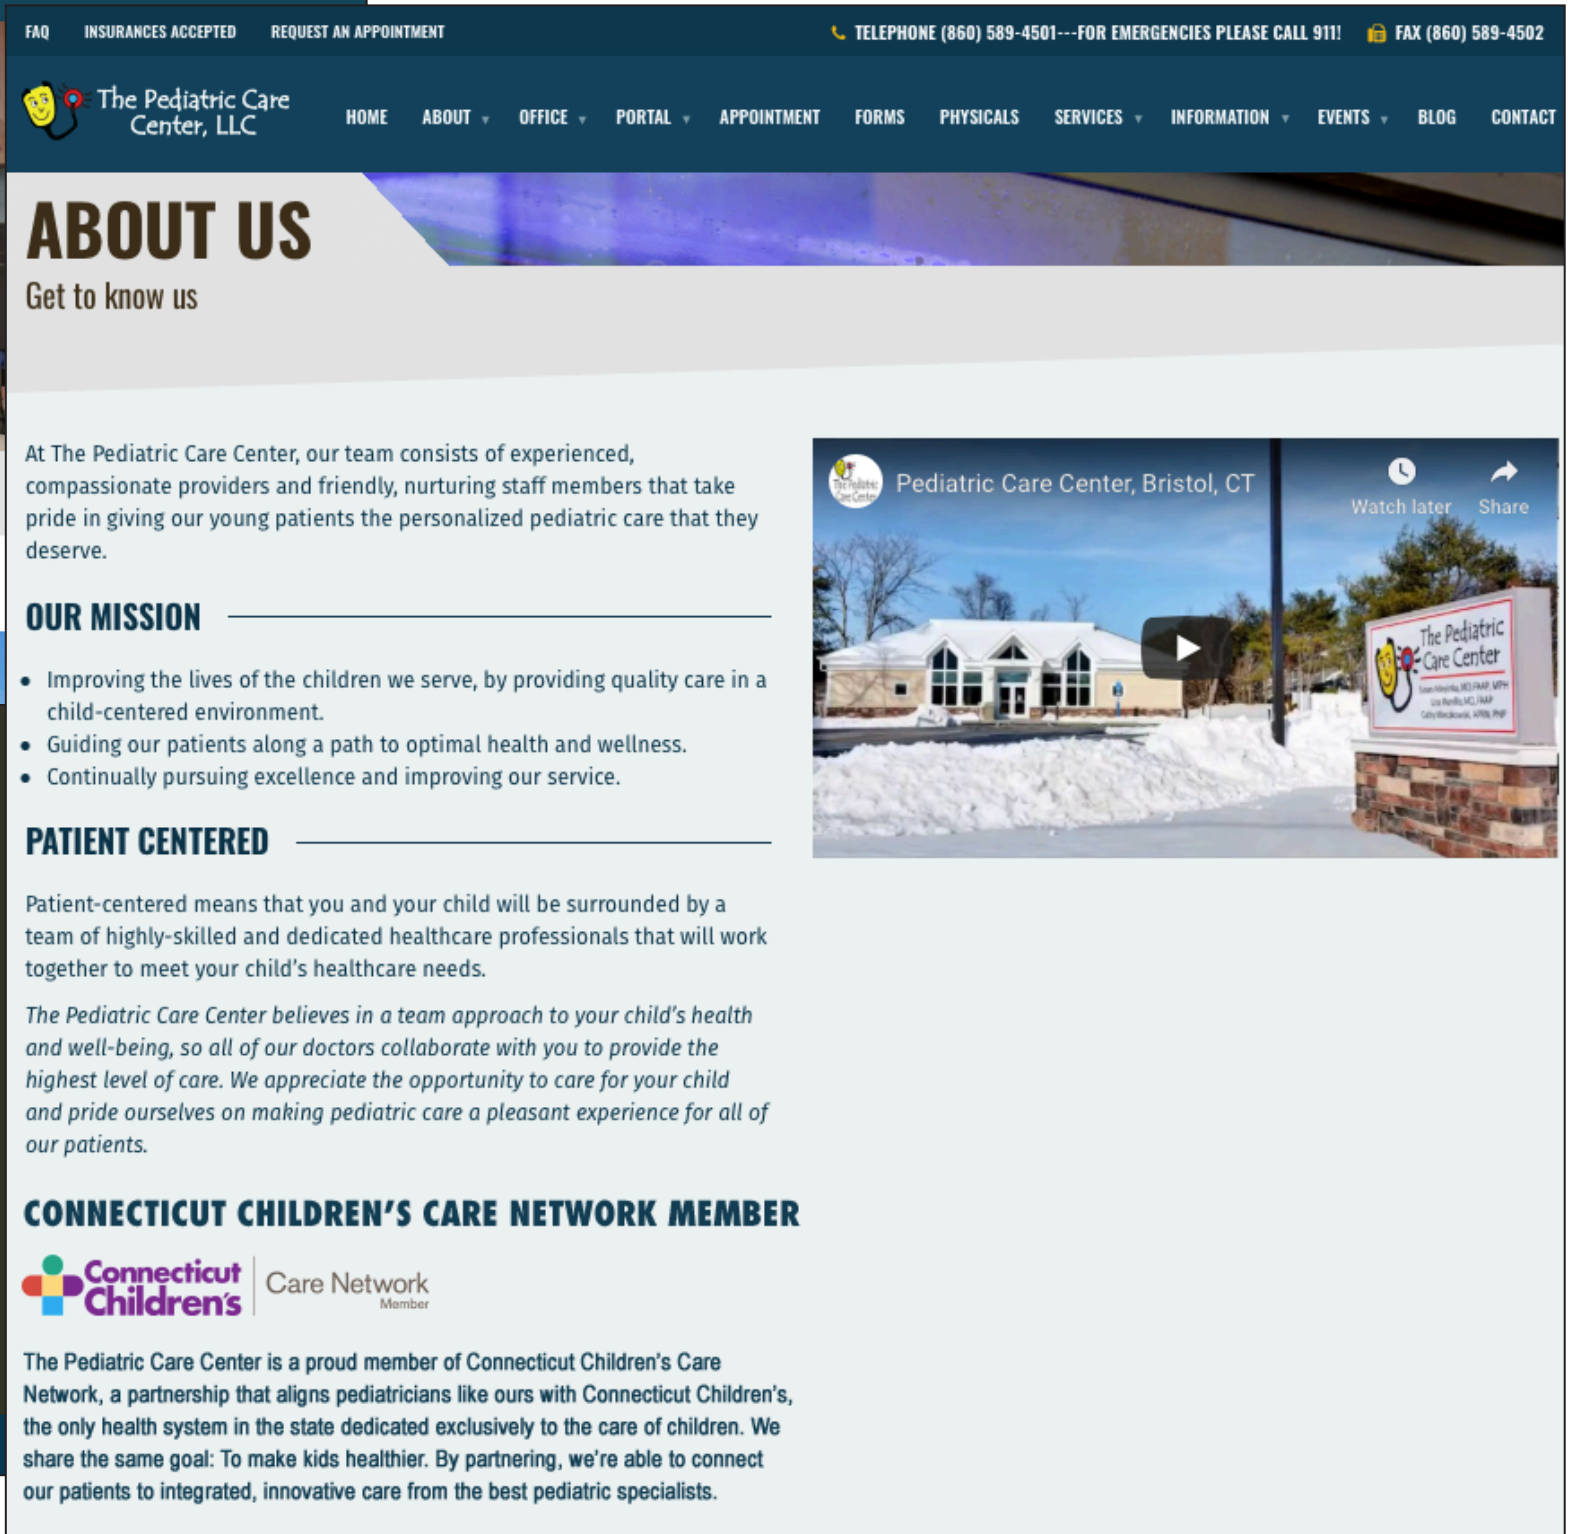 FAQ INSURANCES ACCEPTED REQUEST AN APPOINTMENT TELEPHONE (860) 589-4501---FOR EMERGENCIES PLEASE CALL 911! FAX (860) 589-4502
The Pediatric Care
Center, LLC
HOME ABOUT OFFICE PORTAL APPOINTMENT FORMS PHYSICALS SERVICES INFORMATION EVENTS BLOG CONTACT
ABOUT US
Get to know us
At The Pediatric Care Center, our team consists of experienced,
compassionate providers and friendly, nurturing staff members that take
pride in giving our young patients the personalized pediatric care that they
deserve.
OUR MISSION
• Improving the lives of the children we serve, by providing quality care in a
child-centered environment.
• Guiding our patients along a path to optimal health and wellness.
• Continually pursuing excellence and improving our service.
PATIENT CENTERED
Patient-centered means that you and your child will be surrounded by a
team of highly-skilled and dedicated healthcare professionals that will work
together to meet your child's healthcare needs.
The Pediatric Care Center believes in a team approach to your child's health
and well-being, so all of our doctors collaborate with you to provide the
highest level of care. We appreciate the opportunity to care for your child
and pride ourselves on making pediatric care a pleasant experience for all of
our patients.
CONNECTICUT CHILDREN'S CARE NETWORK MEMBER
Connecticut
Children's
Care Network
Member
The Pediatric Care Center is a proud member of Connecticut Children's Care
Network, a partnership that aligns pediatricians like ours with Connecticut Children's,
the only health system in the state dedicated exclusively to the care of children. We
share the same goal: To make kids healthier. By partnering, we're able to connect
our patients to integrated, innovative care from the best pediatric specialists.
The Pediatric
Care Center
Pediatric Care Center, Bristol, CT
Watch later Share
The Pediatric
Care Center
MD, FAAP, MPH
Lisa MD, FAAP
Cathy APRN, PNP